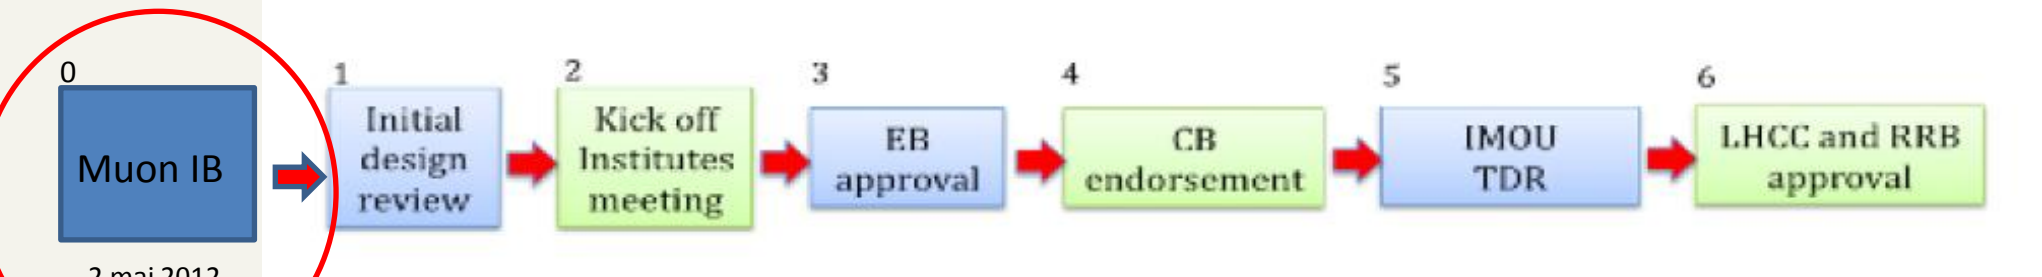 0
Muon IB
2 mai 2012
1
Initial
design
review
2
Kick off
Institutes
meeting
3
EB
approval
4
CB
endorsement
5
IMOU
TDR
6
LHCC and RRB
approval